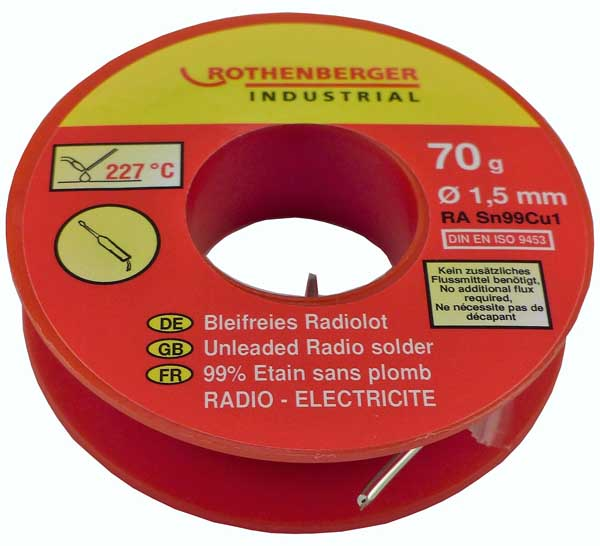 ROTHENBERGER
INDUSTRIAL
227 °C
70 g
Ø 1,5 mm
RA Sn99Cu1
DIN EN ISO 9453
Kein zusätzliches
Flussmittel benötigt,
No additional flux
required,
Ne nécessite pas de
décapant
DE Bleifreies Radiolot
GB Unleaded Radio solder
FR 99% Etain sans plomb
RADIO - ELECTRICITE